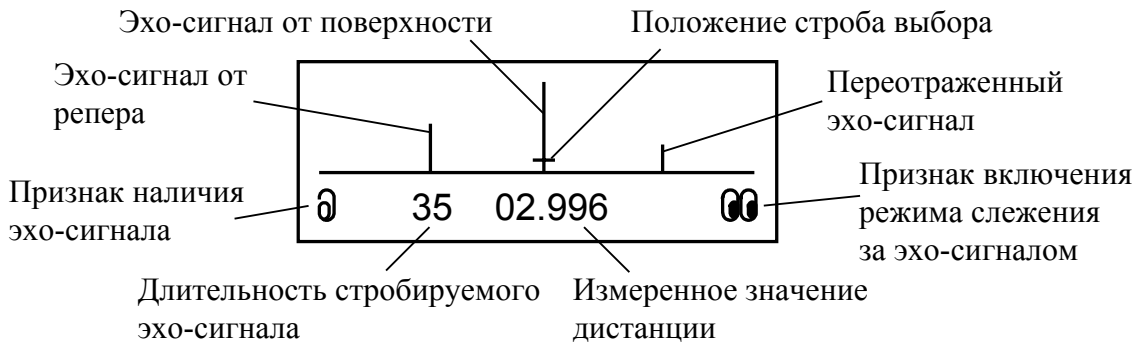 Эхо-сигнал от поверхности
Положение строба выбора
Эхо-сигнал от
репера
Переотраженный
эхо-сигнал
Признак наличия
эхо-сигнала
35 02.996
Признак включения
режима слежения
за эхо-сигналом
Длительность стробируемого
эхо-сигнала
Измеренное значение
дистанции